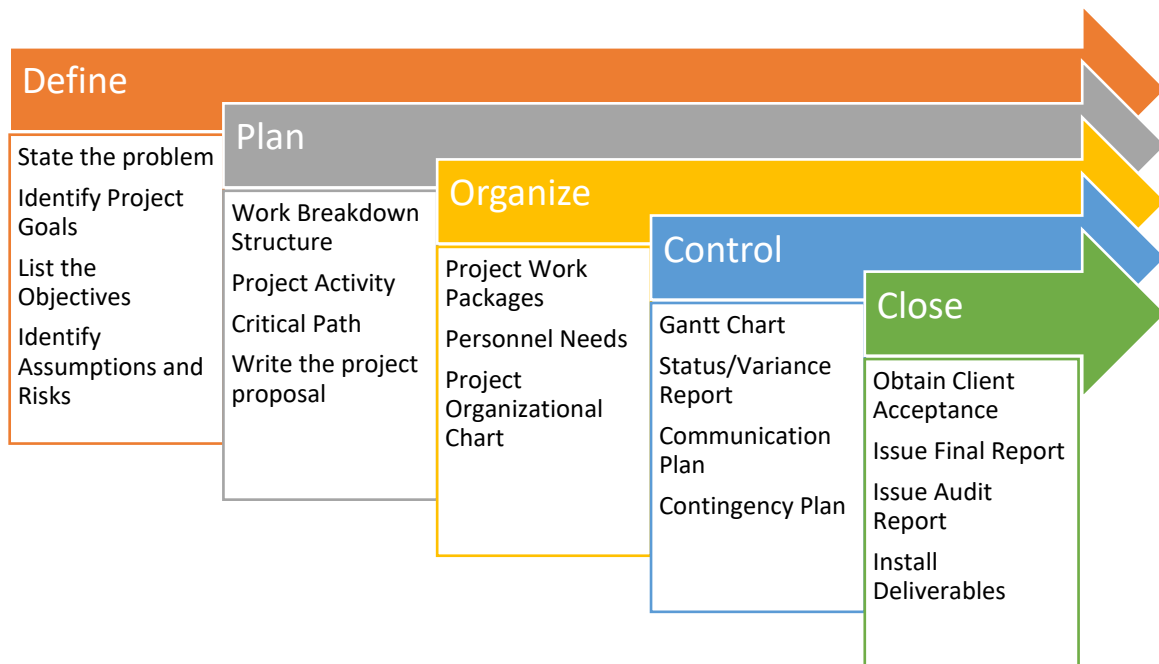 Define
State the problem
Identify Project
Goals
List the
Objectives
Identify
Assumptions and
Risks
Plan
Work Breakdown
Structure
Project Activity
Critical Path
Write the project
proposal
Organize
Project Work
Packages
Personnel Needs
Project
Organizational
Chart
Control
Gantt Chart
Status/Variance
Report
Communication
Plan
Contingency Plan
Close
Obtain Client
Acceptance
Issue Final Report
Issue Audit
Report
Install
Deliverables